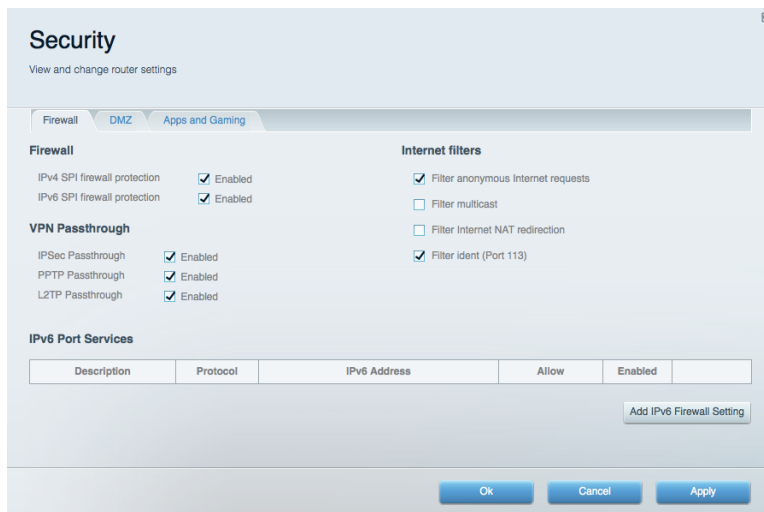 Security
View and change router settings
Firewall DMZ Apps and Gaming
Firewall
IPv4 SPI firewall protection Enabled
IPv6 SPI firewall protection Enabled
VPN Passthrough
IPSec Passthrough Enabled
PPTP Passthrough Enabled
L2TP Passthrough Enabled
Internet filters
Filter anonymous Internet requests
Filter multicast
Filter Internet NAT redirection
Filter ident (Port 113)
IPv6 Port Services
Description Protocol IPv6 Address Allow Enabled
Add IPv6 Firewall Setting
Ok Cancel Apply